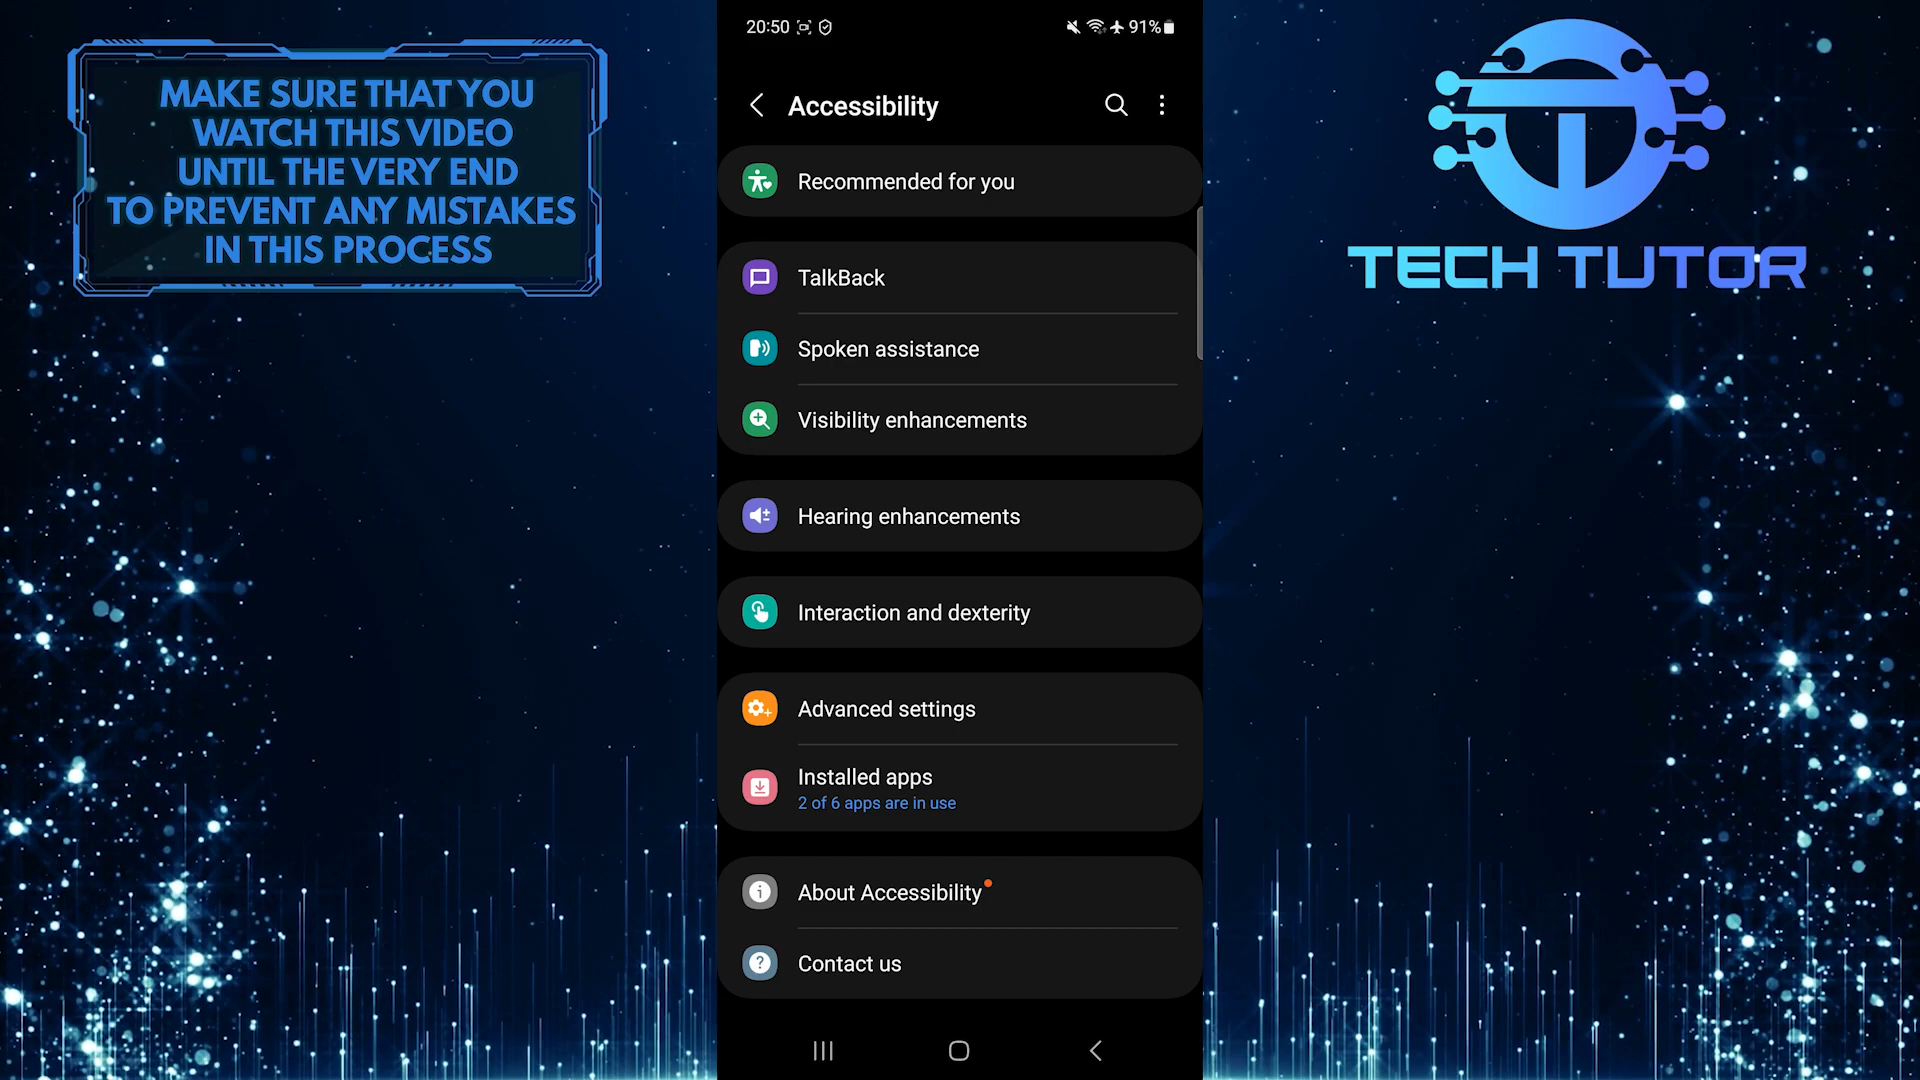 MAKE SURE THAT YOU
WATCH THIS VIDEO
UNTIL THE VERY END
TO PREVENT ANY MISTAKES
IN THIS PROCESS
20:50
91%
Accessibility
Recommended for you
TalkBack
Spoken assistance
Visibility enhancements
Hearing enhancements
Interaction and dexterity
Advanced settings
Installed apps
2 of 6 apps are in use
About Accessibility
Contact us
TECH TUTOR